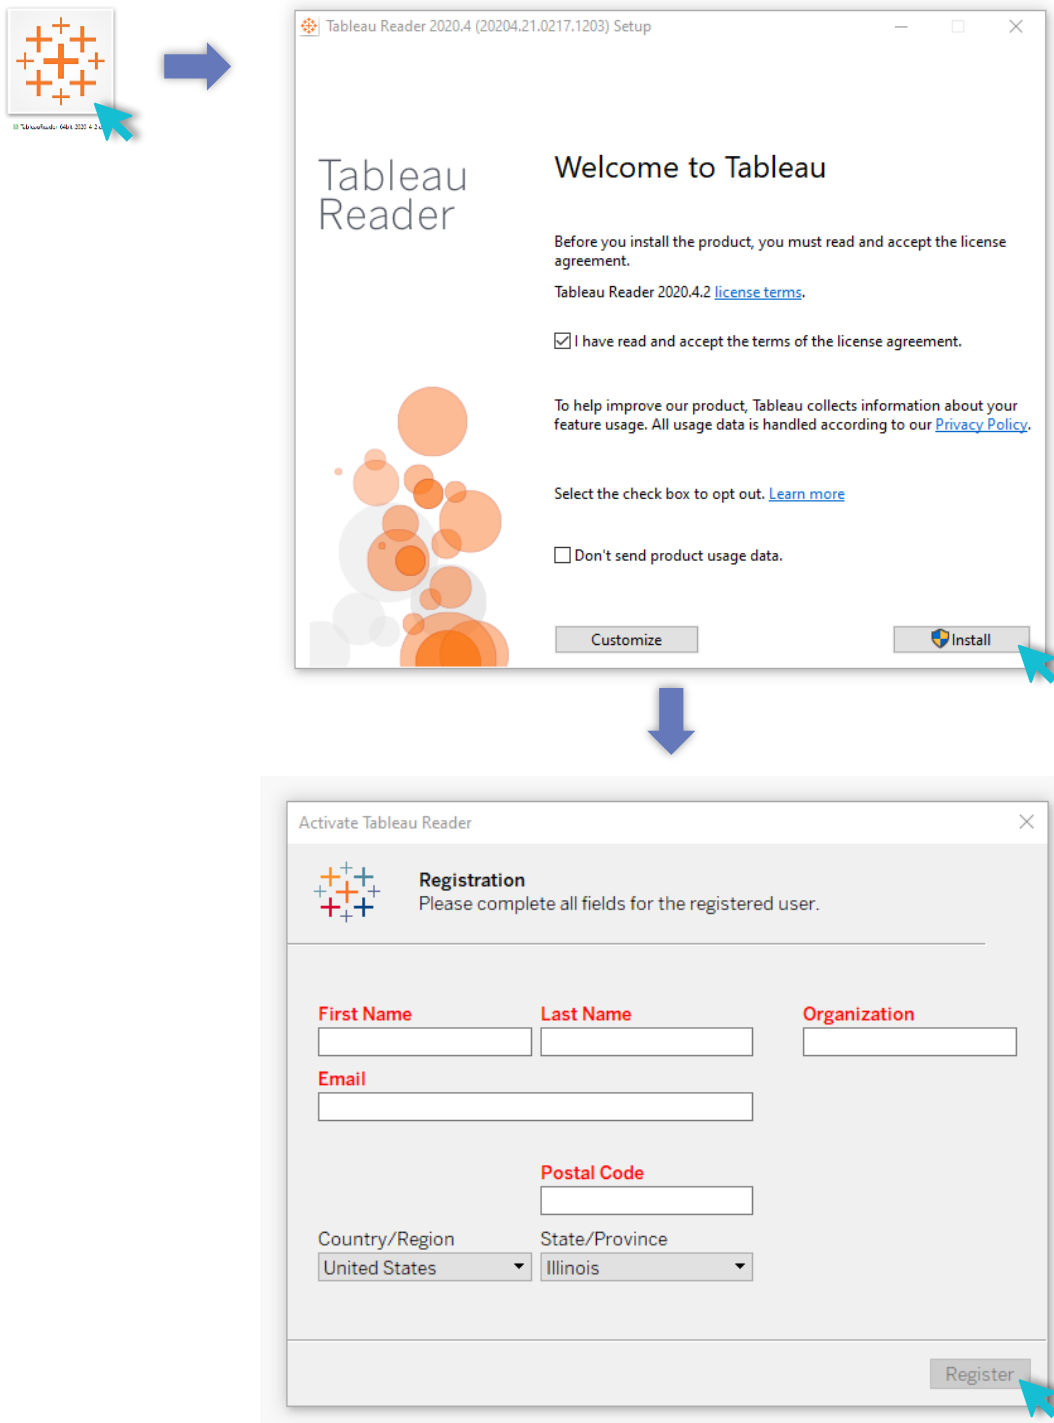 TableauReader-64bit-2020-4-2
Tableau Reader 2020.4 (20204.21.0217.1203) Setup
Tableau
Reader
Welcome to Tableau
Before you install the product, you must read and accept the license
agreement.
Tableau Reader 2020.4.2 license terms.
I have read and accept the terms of the license agreement.
To help improve our product, Tableau collects information about your
feature usage. All usage data is handled according to our Privacy Policy.
Select the check box to opt out. Learn more
Don't send product usage data.
Customize
Install
Activate Tableau Reader
Registration
Please complete all fields for the registered user.
First Name
Last Name
Organization
Email
Postal Code
Country/Region
State/Province
United States
Illinois
Register